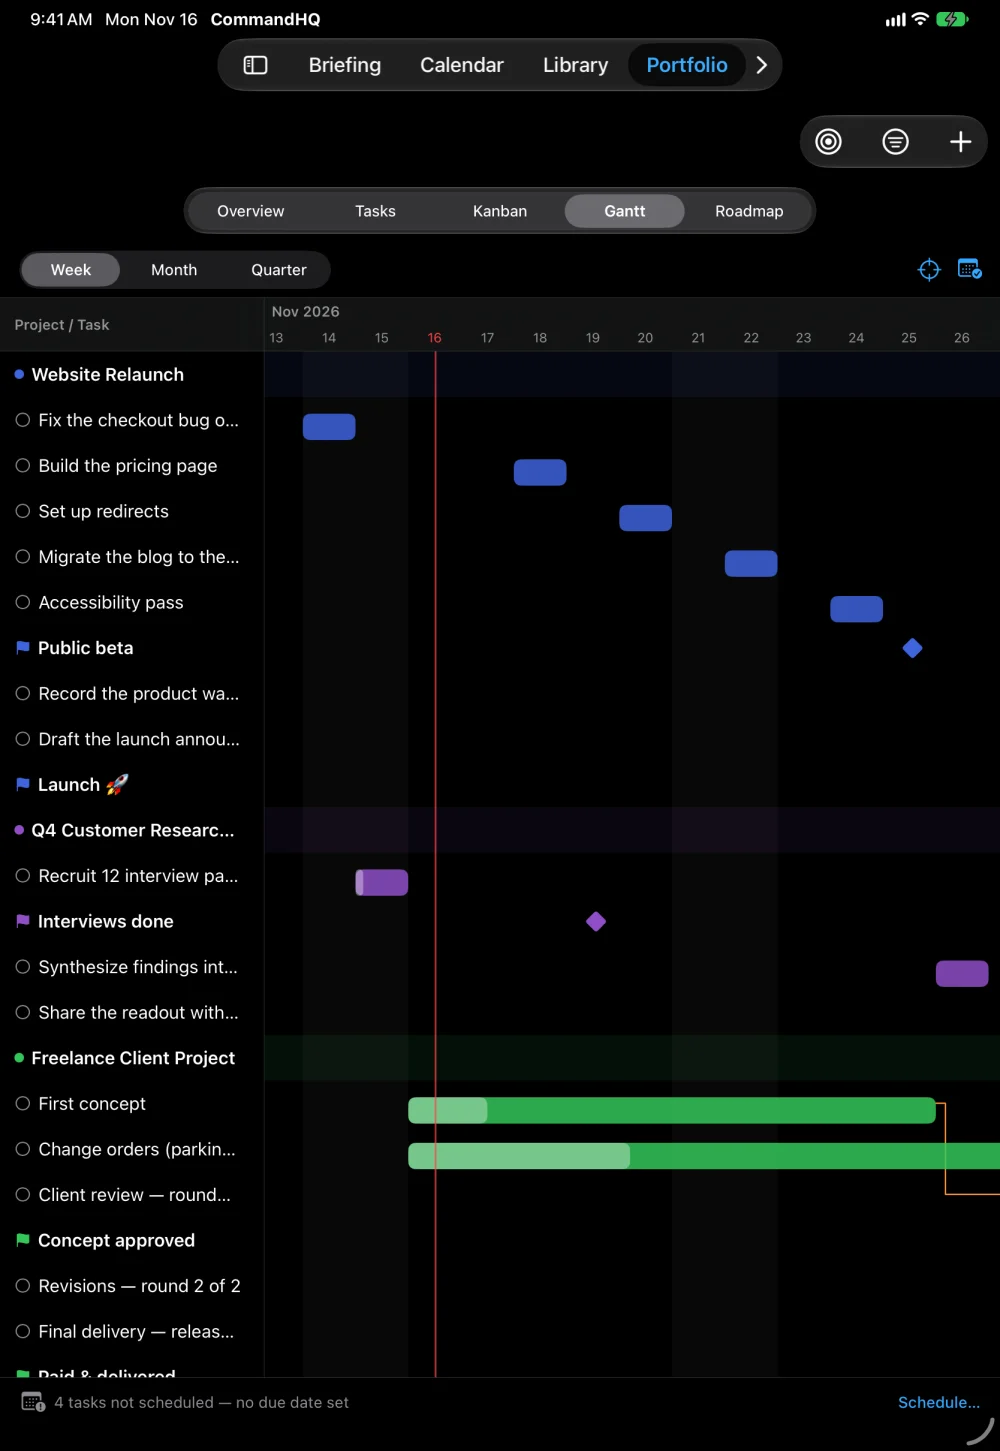 9:41 AM Mon Nov 16 CommandHQ
Briefing Calendar Library Portfolio
Overview Tasks Kanban Gantt Roadmap
Week Month Quarter
Project / Task
Nov 2026
13 14 15 16 17 18 19 20 21 22 23 24 25 26
Website Relaunch
Fix the checkout bug o...
Build the pricing page
Set up redirects
Migrate the blog to the...
Accessibility pass
Public beta
Record the product wa...
Draft the launch annou...
Launch 🚀
Q4 Customer Researc...
Recruit 12 interview pa...
Interviews done
Synthesize findings int...
Share the readout with...
Freelance Client Project
First concept
Change orders (parkin...
Client review — round...
Concept approved
Revisions — round 2 of 2
Final delivery — releas...
Paid & delivered
4 tasks not scheduled — no due date set
Schedule...